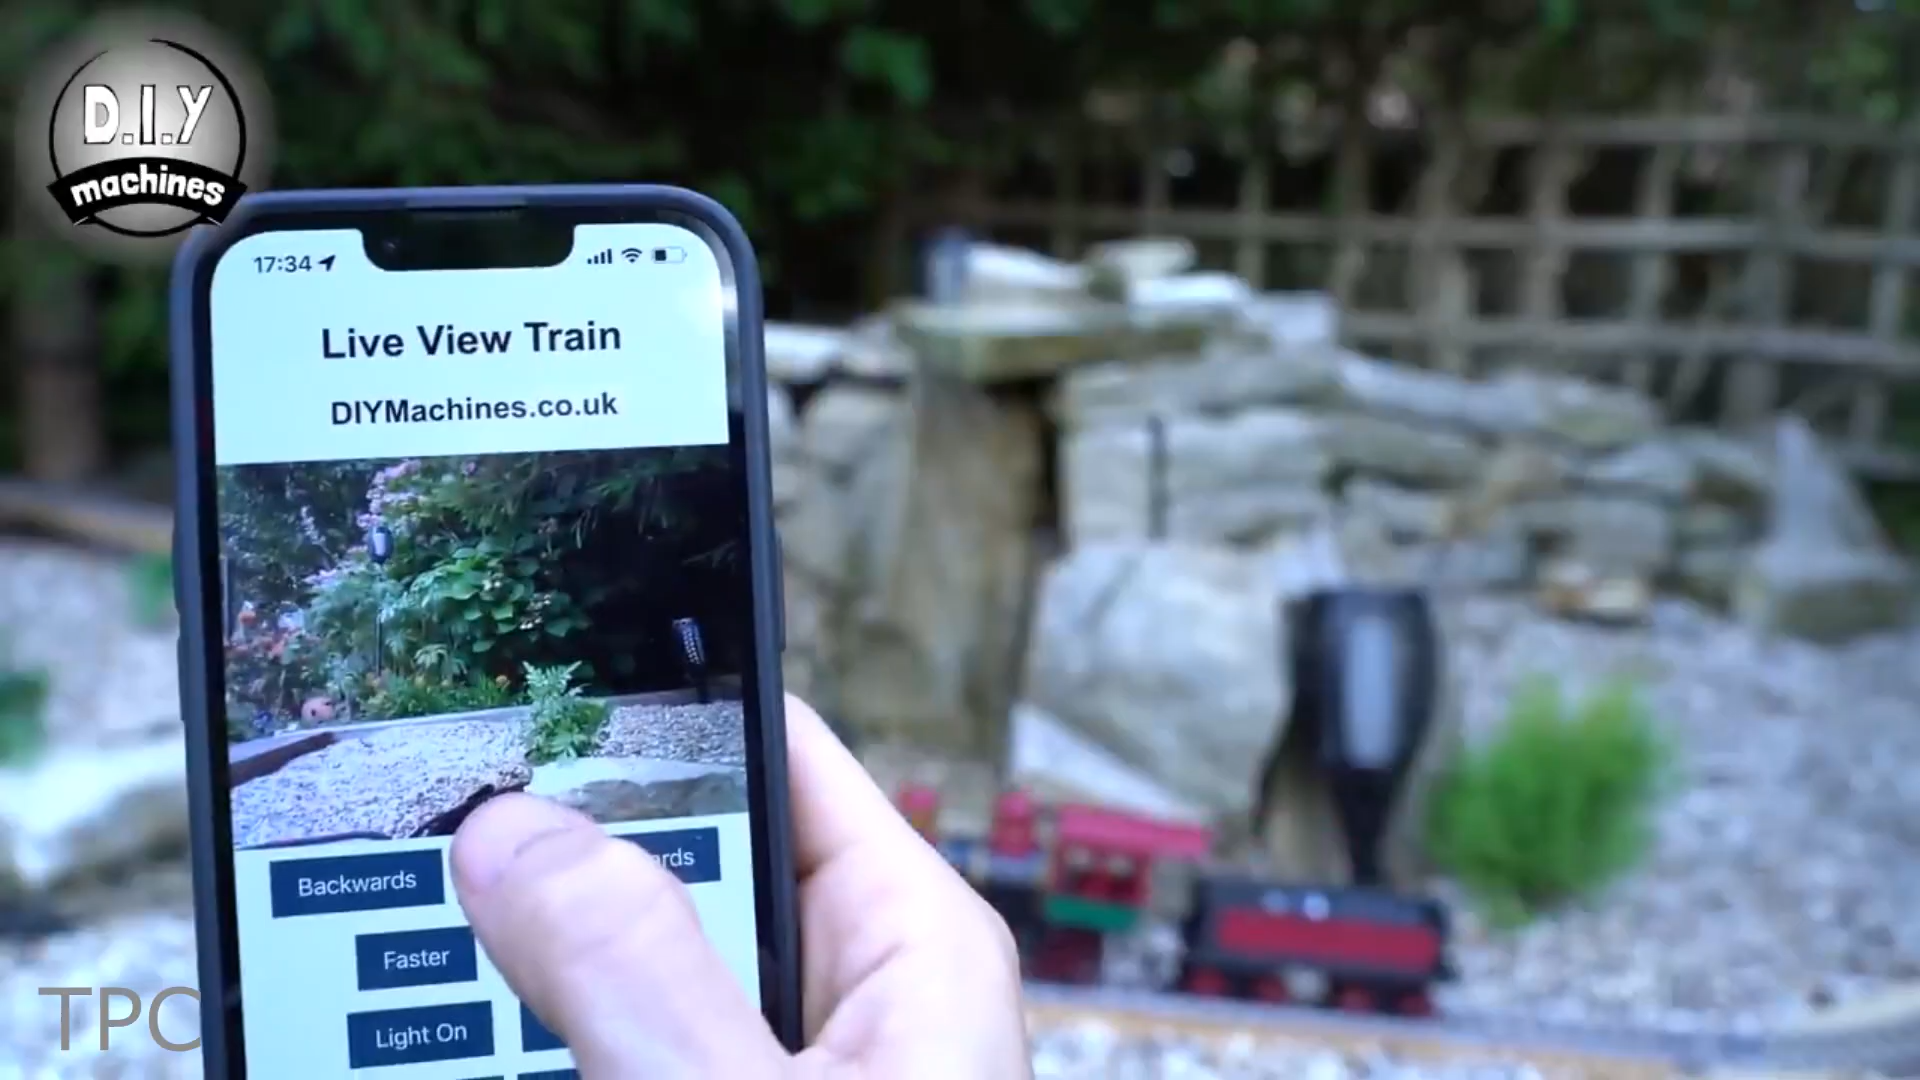 D.I.Y
machines
17:34
Live View Train
DIYMachines.co.uk
Backwards
Faster
Light On
TPC